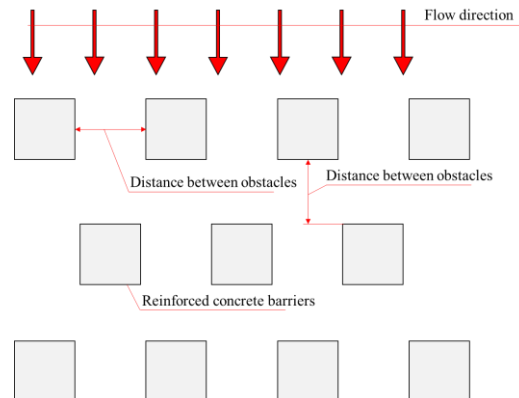 Flow direction
Distance between obstacles
Distance between obstacles
Reinforced concrete barriers